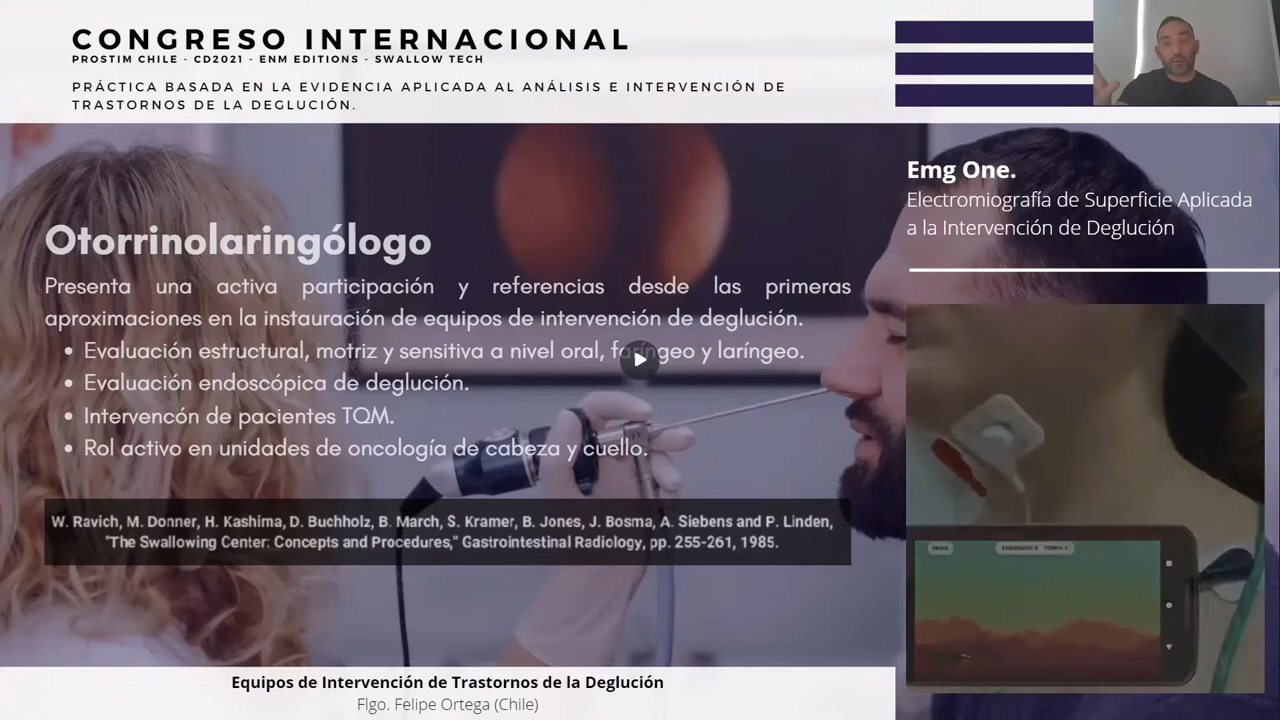 CONGRESO INTERNACIONAL
PROSTIM CHILE - CD2021 - ENM EDITIONS - SWALLOW TECH
PRÁCTICA BASADA EN LA EVIDENCIA APLICADA AL ANÁLISIS E INTERVENCIÓN DE
TRASTORNOS DE LA DEGLUCIÓN.
Emg One.
Electromiografía de Superficie Aplicada
a la Intervención de Deglución
Otorrinolaringólogo
Presenta una activa participación y referencias desde las primeras
aproximaciones en la instauración de equipos de intervención de deglución.
• Evaluación estructural, motriz y sensitiva a nivel oral, faríngeo y laríngeo.
• Evaluación endoscópica de deglución.
• Intervencón de pacientes TQM.
• Rol activo en unidades de oncología de cabeza y cuello.
W. Ravich, M. Donner, H. Kashima, D. Buchholz, B. March, S. Kramer, B. Jones, J. Bosma, A. Siebens and P. Linden,
"The Swallowing Center: Concepts and Procedures," Gastrointestinal Radiology, pp. 255-261, 1985.
Equipos de Intervención de Trastornos de la Deglución
Flgo. Felipe Ortega (Chile)